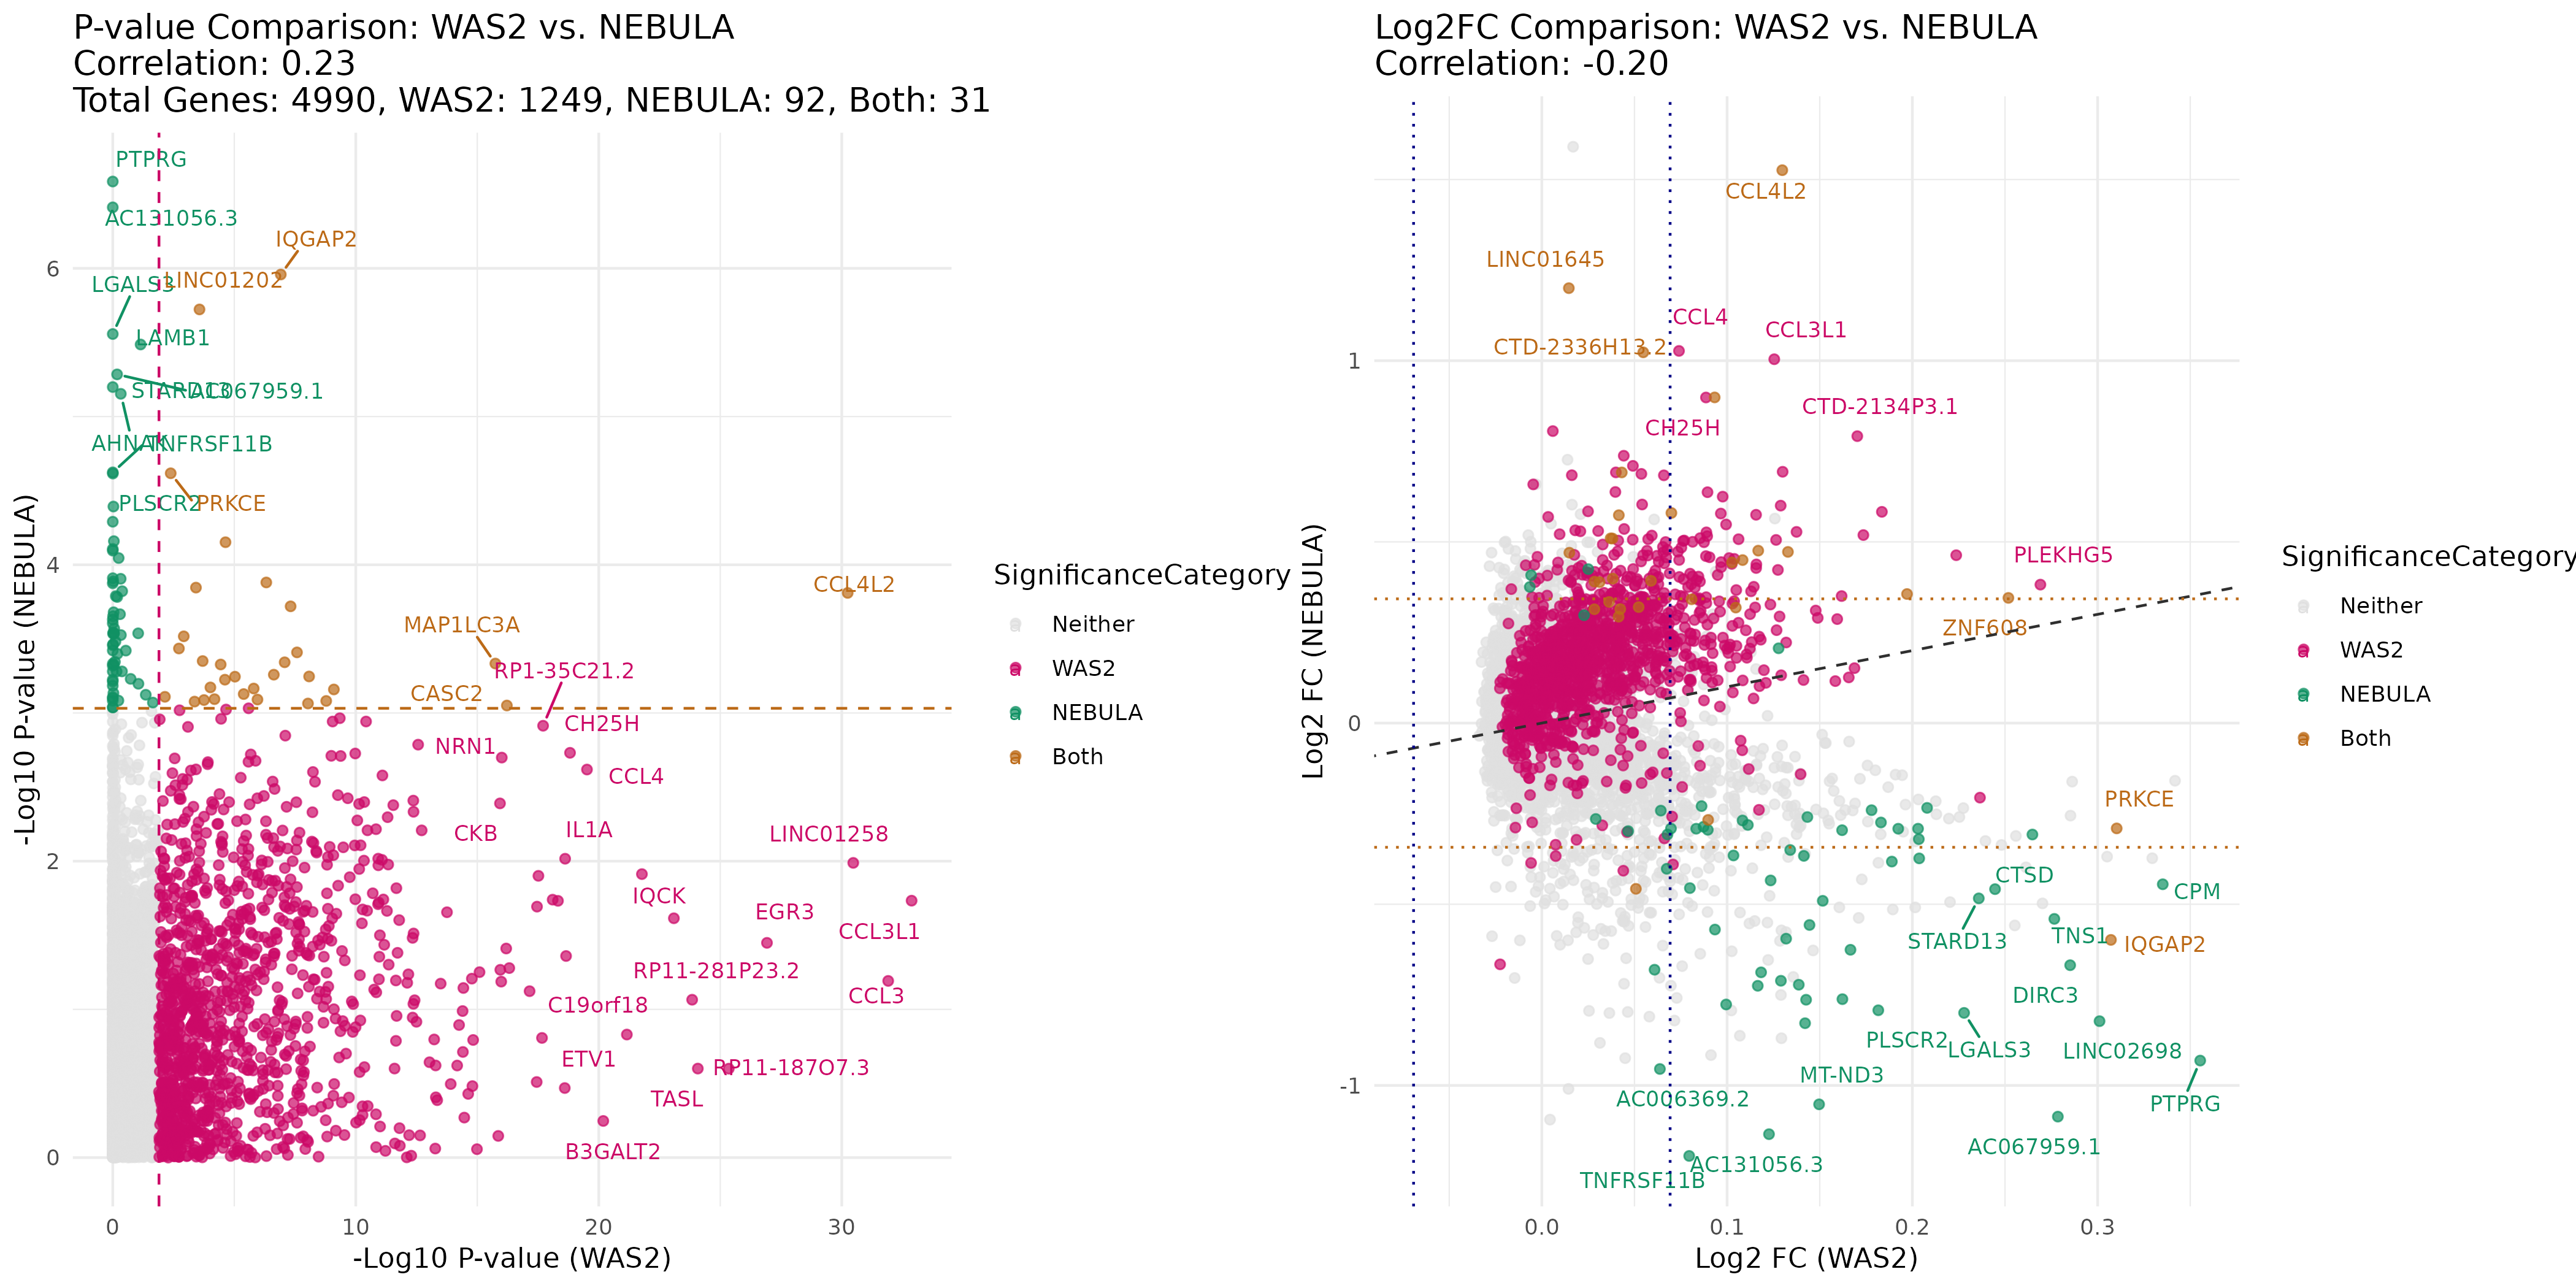 P-value Comparison: WAS2 vs. NEBULA
Correlation: 0.23
Total Genes: 4990, WAS2: 1249, NEBULA: 92, Both: 31
PTPRG
AC131056.3
IQGAP2
LINC01202
LGALS3
LAMB1
STARD13
AC067959.1
AHNAK
TNFRSF11B
PLSCR2
PRKCE
CCL4L2
MAP1LC3A
RP1-35C21.2
CASC2
CH25H
NRN1
CCL4
CKB
IL1A
LINC01258
IQCK
EGR3
CCL3L1
RP11-281P23.2
CCL3
C19orf18
ETV1
RP11-187O7.3
TASL
B3GALT2
6
4
2
0
0
10
20
30
-Log10 P-value (NEBULA)
-Log10 P-value (WAS2)
SignificanceCategory
Neither
WAS2
NEBULA
Both
Log2FC Comparison: WAS2 vs. NEBULA
Correlation: -0.20
CCL4L2
LINC01645
CCL4
CCL3L1
CTD-2336H13.2
CTD-2134P3.1
CH25H
PLEKHG5
ZNF608
PRKCE
CTSD
CPM
STARD13
TNS1
IQGAP2
DIRC3
PLSCR2
LGALS3
LINC02698
MT-ND3
AC006369.2
PTPRG
AC067959.1
AC131056.3
TNFRSF11B
1
0
-1
0.0
0.1
0.2
0.3
Log2 FC (NEBULA)
Log2 FC (WAS2)
SignificanceCategory
Neither
WAS2
NEBULA
Both